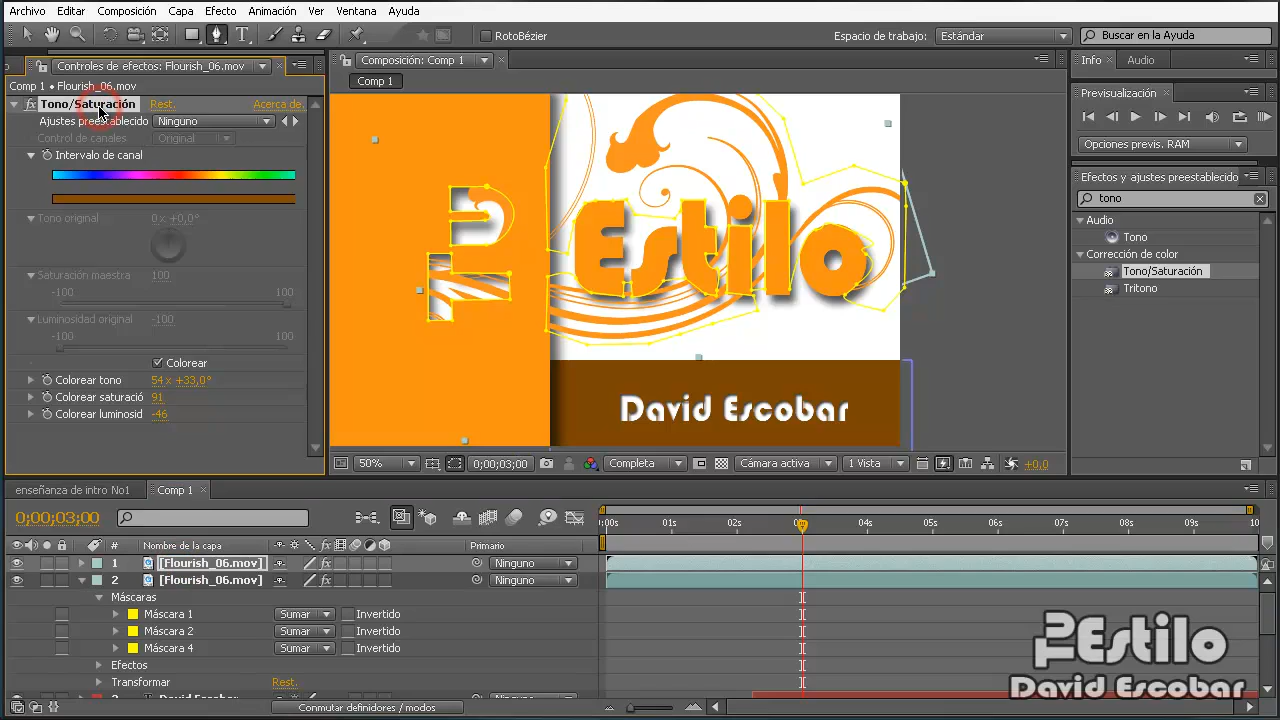 Archivo Edición Composición Capa Efecto Animación Ver Ventana Ayuda
RotoBézier Espacio de trabajo: Estándar Buscar en la Ayuda
Controles de efectos: Flourish_06.mov
Comp 1 • Flourish_06.mov
Tono/Saturación Rest. Acerca de.
Ajustes preestablecido Ninguno
Control de canales Original
Intervalo de canal
Tono original 0 x +0,0°
Saturación maestra 100
-100 100
Luminosidad original -100
-100 100
Colorear
Colorear tono 54 x +33,0°
Colorear saturació 91
Colorear luminosid -46
Composición: Comp 1
Comp 1
Tu
Estilo
David Escobar
50% 0;00;03;00 Completa Cámara activa 1 Vista +0,0
Info Audio
Previsualización
Opciones previs. RAM
Efectos y ajustes preestablecido
tono
Audio
Tono
Corrección de color
Tono/Saturación
Tritono
enseñanza de intro No1 Comp 1
0;00;03;00
:00s 01s 02s 03s 04s 05s 06s 07s 08s 09s 10
# Nombre de la capa Primario
1 [Flourish_06.mov] Ninguno
2 [Flourish_06.mov] Ninguno
Máscaras
Máscara 1 Sumar Invertido
Máscara 2 Sumar Invertido
Máscara 4 Sumar Invertido
Efectos
Transformar Rest.
Conmutar definidores / modos
Tu Estilo
David Escobar